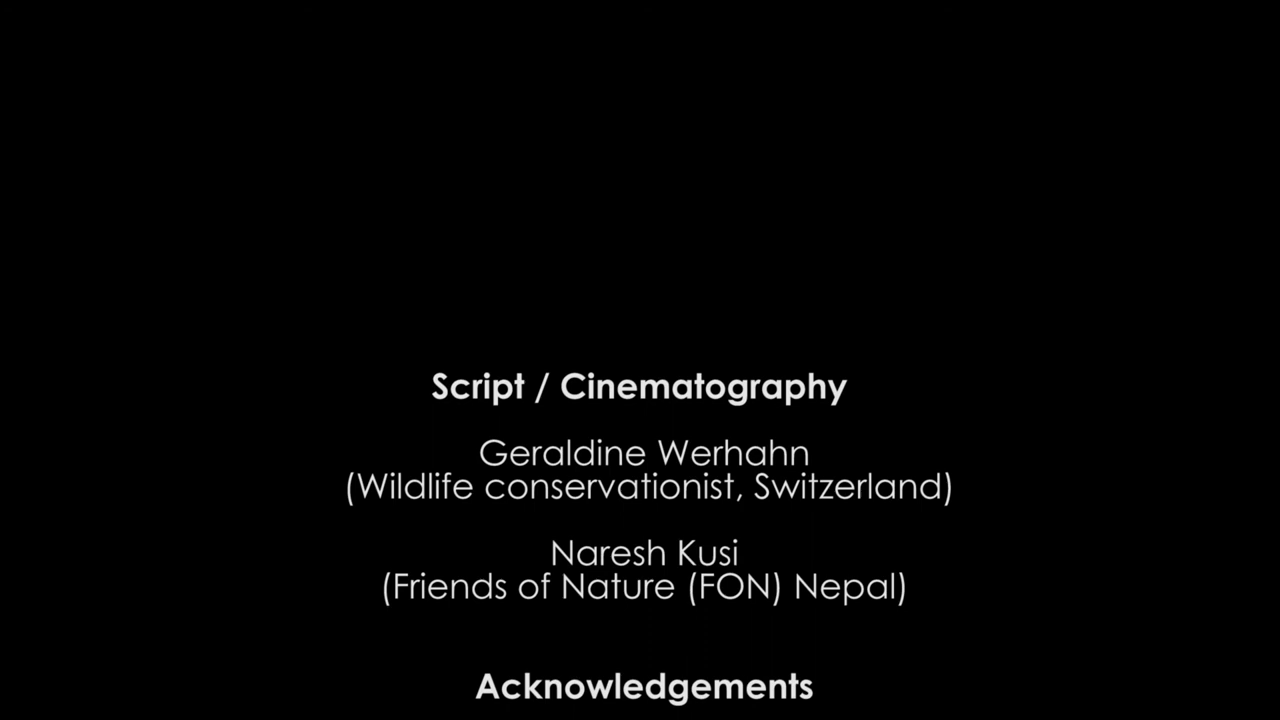 Script / Cinematography
Geraldine Werhahn
(Wildlife conservationist, Switzerland)
Naresh Kusi
(Friends of Nature (FON) Nepal)
Acknowledgements